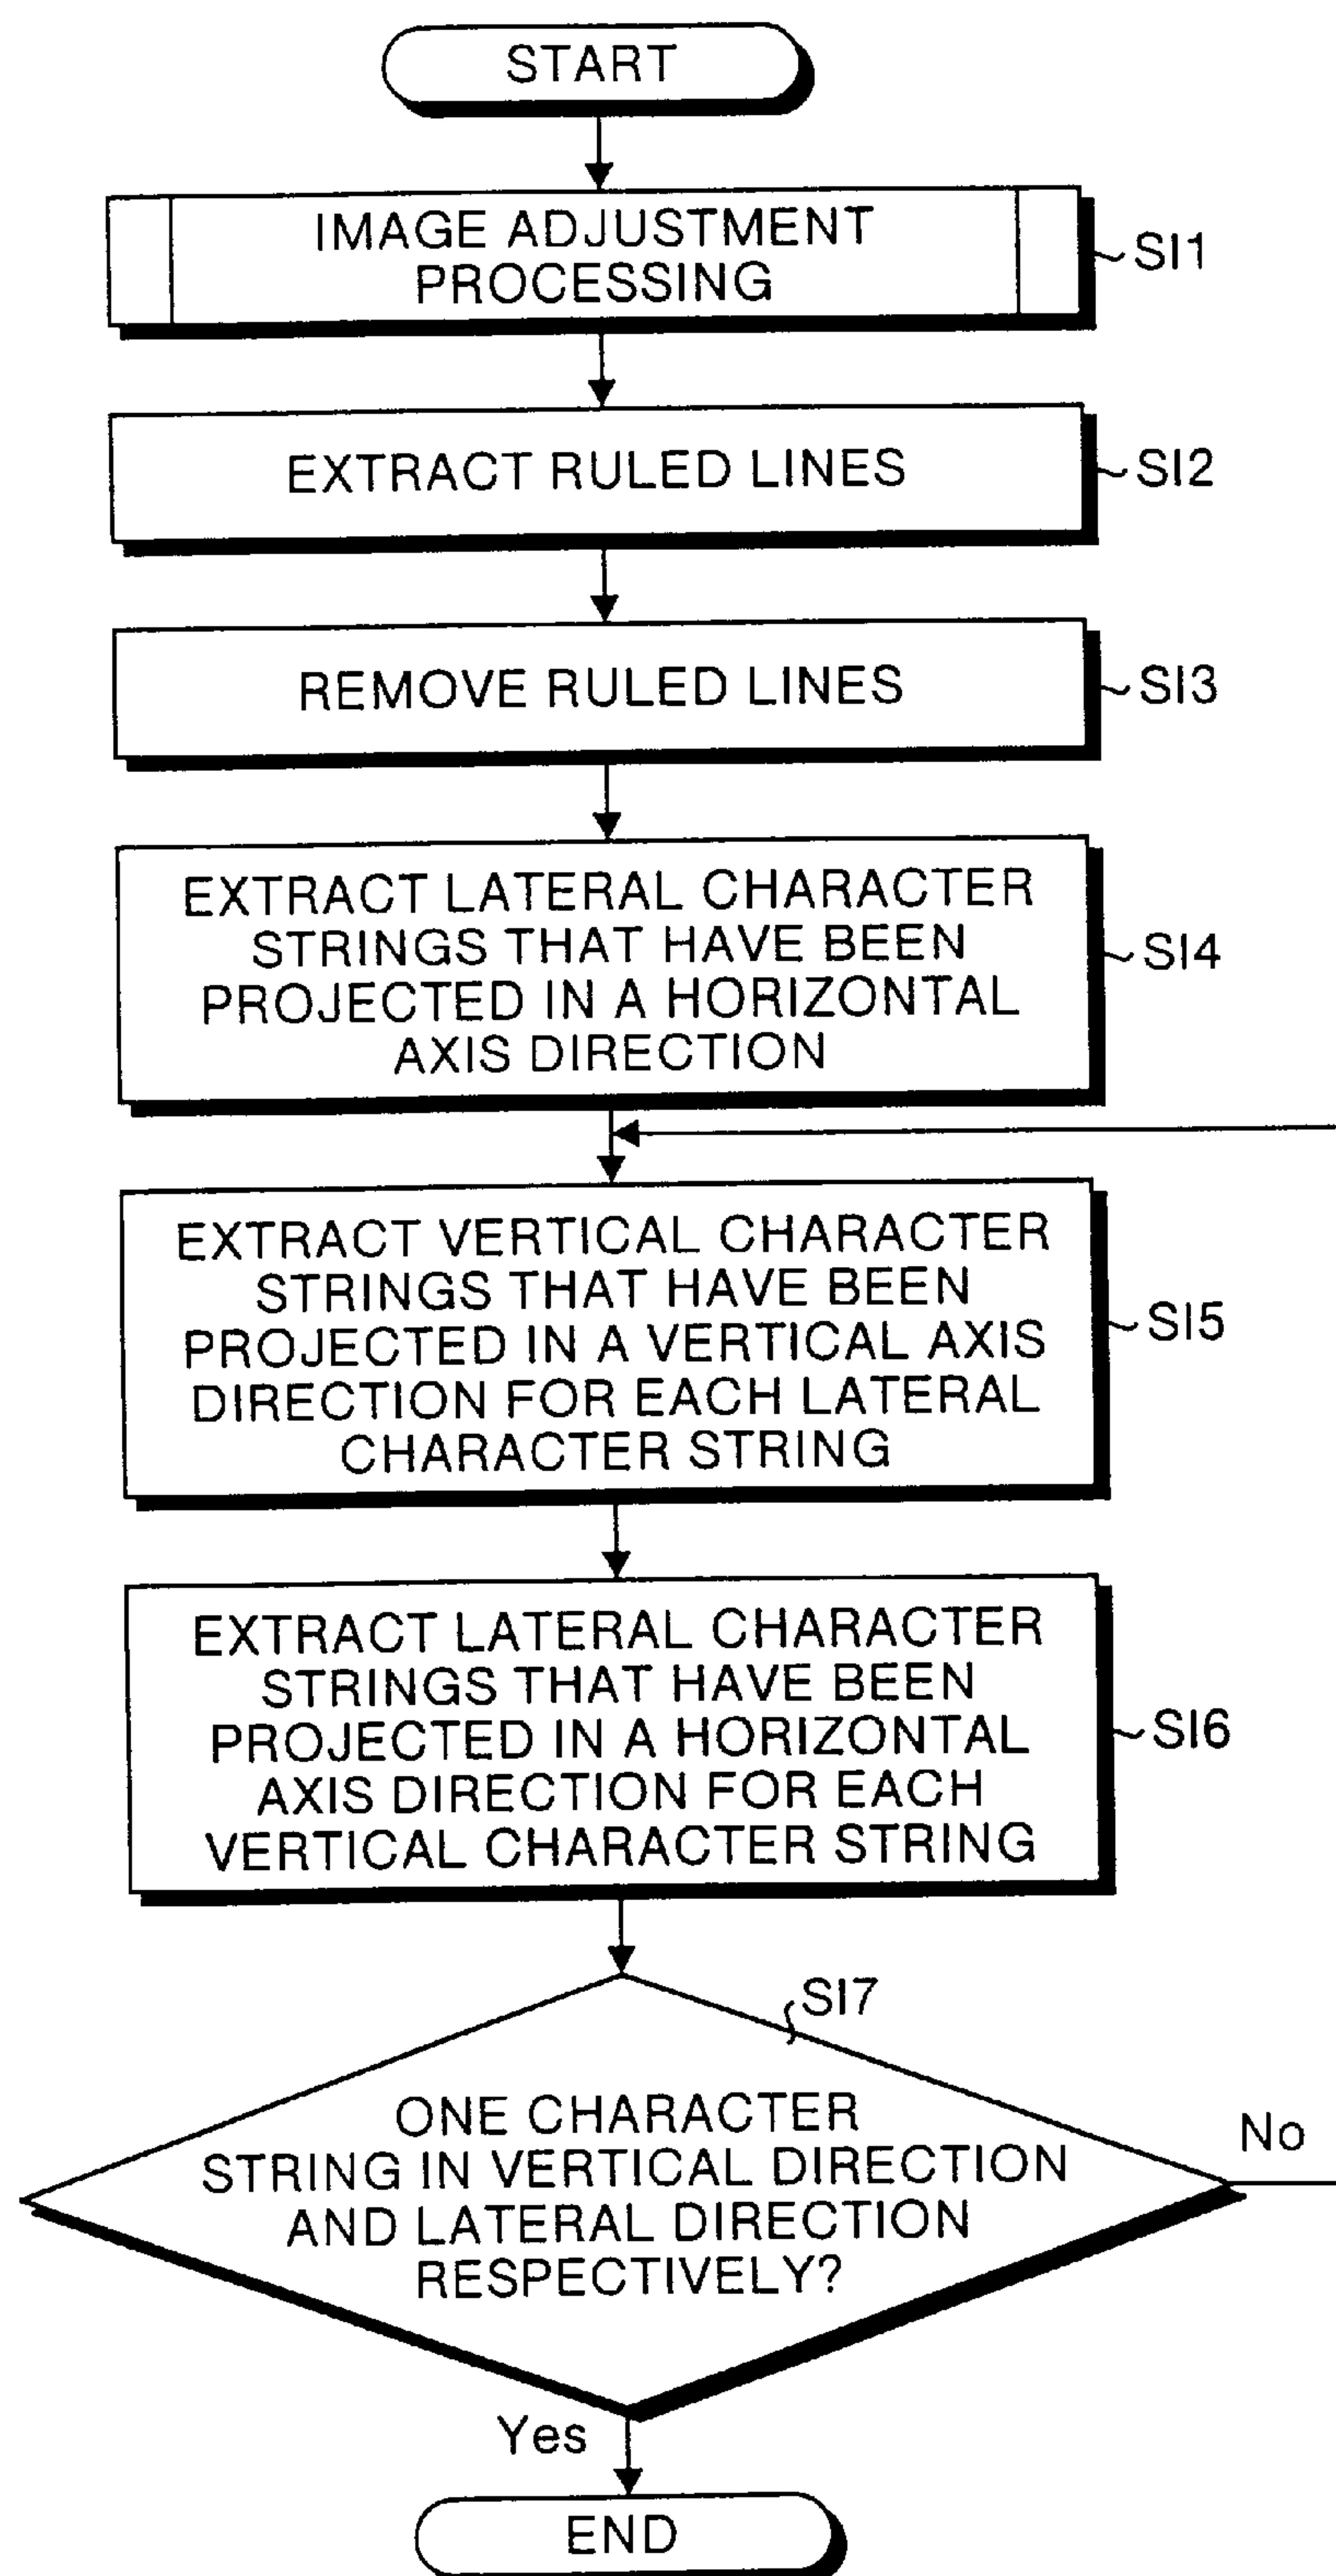 START
IMAGE ADJUSTMENT
PROCESSING
SI1
EXTRACT RULED LINES
SI2
REMOVE RULED LINES
SI3
EXTRACT LATERAL CHARACTER
STRINGS THAT HAVE BEEN
PROJECTED IN A HORIZONTAL
AXIS DIRECTION
SI4
EXTRACT VERTICAL CHARACTER
STRINGS THAT HAVE BEEN
PROJECTED IN A VERTICAL AXIS
DIRECTION FOR EACH LATERAL
CHARACTER STRING
SI5
EXTRACT LATERAL CHARACTER
STRINGS THAT HAVE BEEN
PROJECTED IN A HORIZONTAL
AXIS DIRECTION FOR EACH
VERTICAL CHARACTER STRING
SI6
SI7
ONE CHARACTER
STRING IN VERTICAL DIRECTION
AND LATERAL DIRECTION
RESPECTIVELY?
No
Yes
END